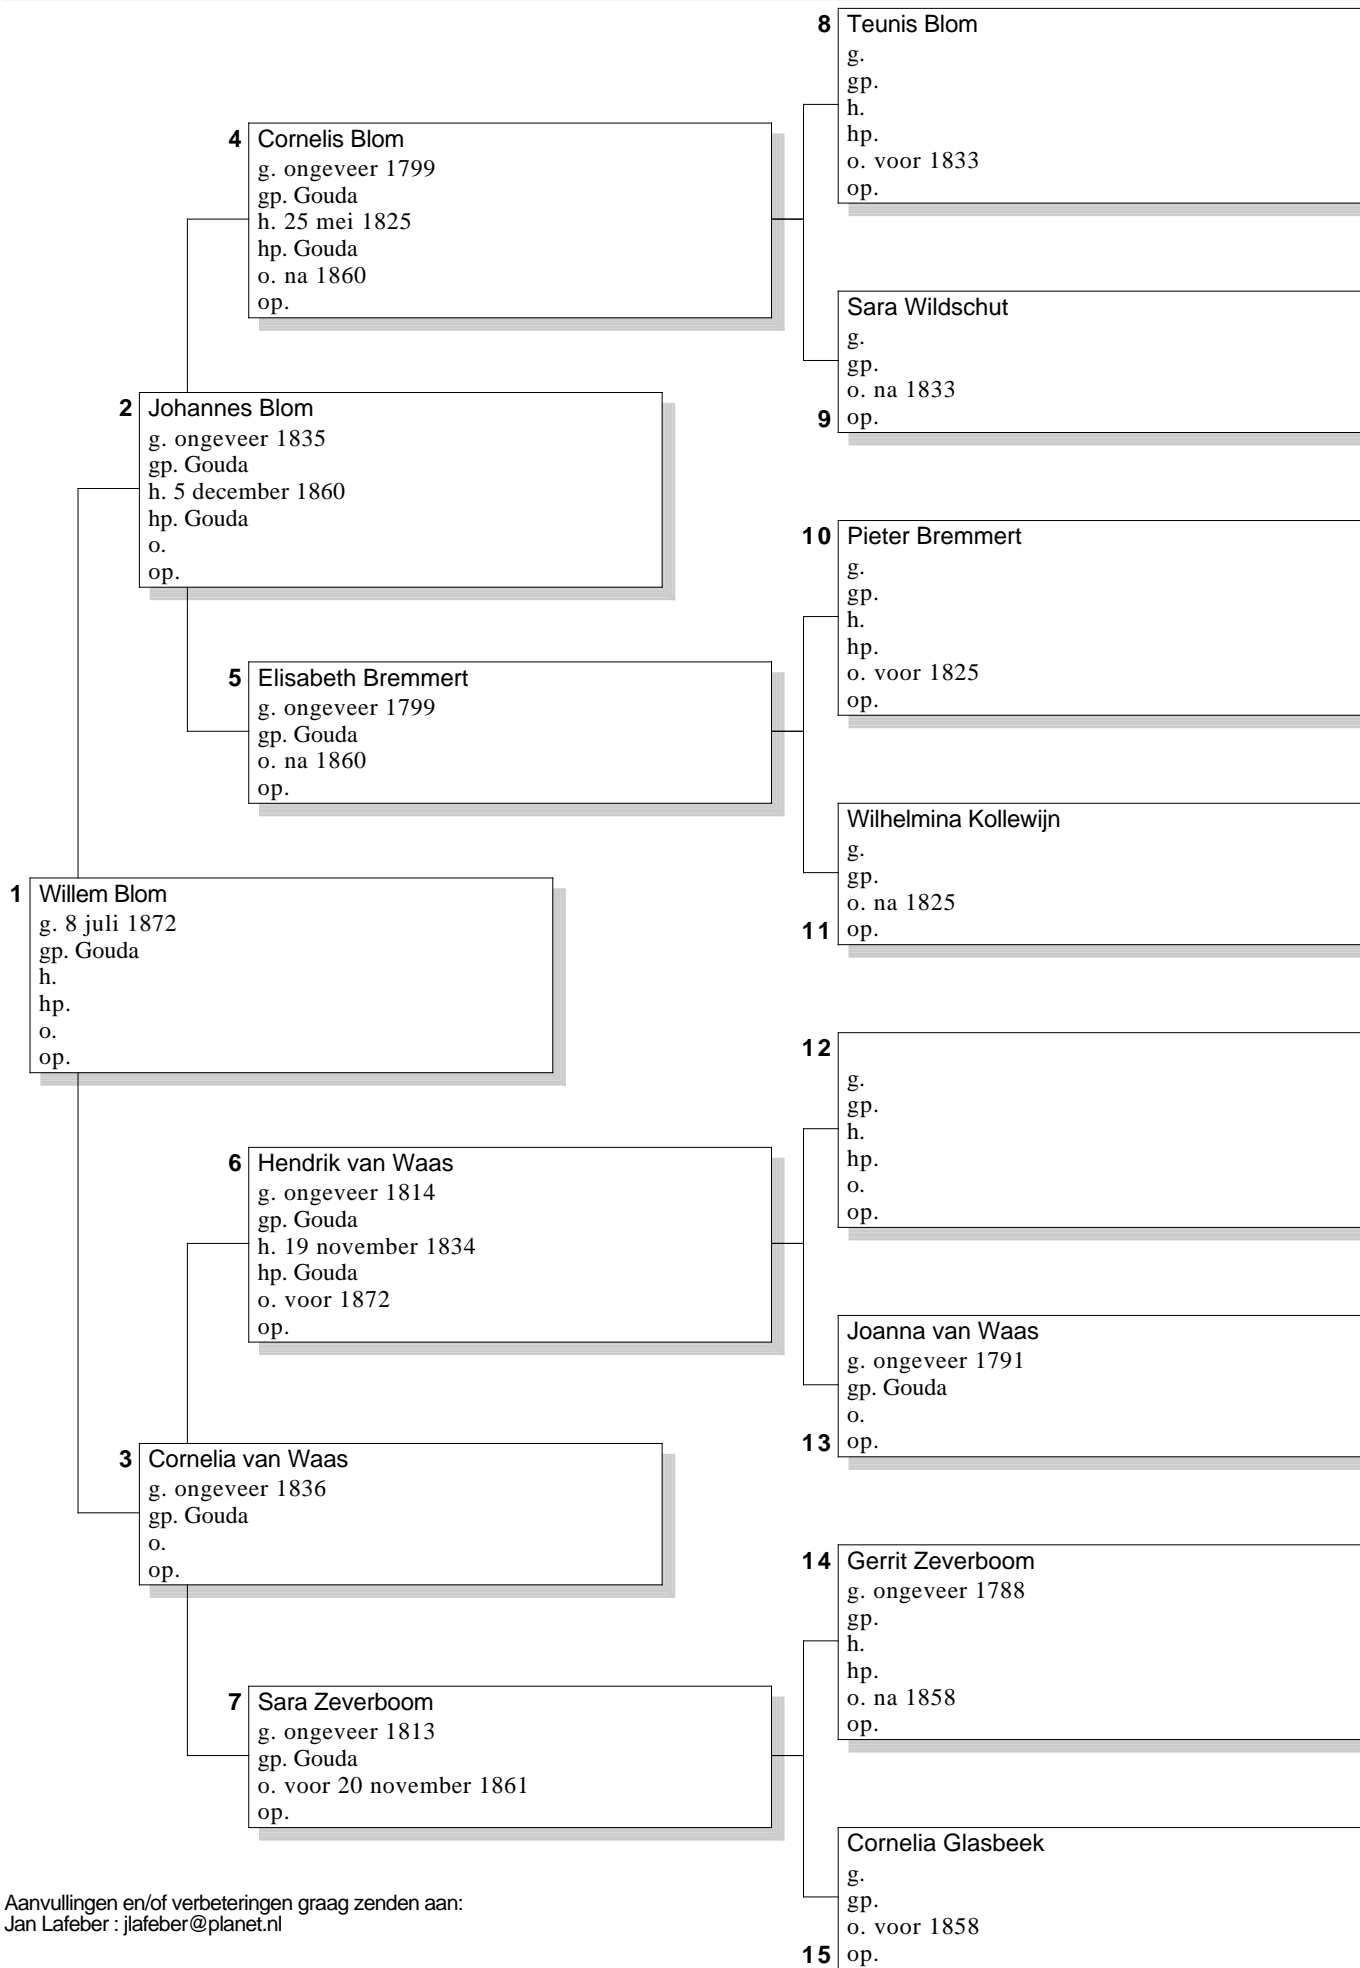 8 Teunis Blom
g.
gp.
h.
hp.
o. voor 1833
op.
4 Cornelis Blom
g. ongeveer 1799
gp. Gouda
h. 25 mei 1825
hp. Gouda
o. na 1860
op.
Sara Wildschut
g.
gp.
o. na 1833
9 op.
2 Johannes Blom
g. ongeveer 1835
gp. Gouda
h. 5 december 1860
hp. Gouda
o.
op.
10 Pieter Bremmert
g.
gp.
h.
hp.
o. voor 1825
op.
5 Elisabeth Bremmert
g. ongeveer 1799
gp. Gouda
o. na 1860
op.
Wilhelmina Kollewijn
g.
gp.
o. na 1825
11 op.
1 Willem Blom
g. 8 juli 1872
gp. Gouda
h.
hp.
o.
op.
12
g.
gp.
h.
hp.
o.
op.
6 Hendrik van Waas
g. ongeveer 1814
gp. Gouda
h. 19 november 1834
hp. Gouda
o. voor 1872
op.
Joanna van Waas
g. ongeveer 1791
gp. Gouda
o.
13 op.
3 Cornelia van Waas
g. ongeveer 1836
gp. Gouda
o.
op.
14 Gerrit Zeverboom
g. ongeveer 1788
gp.
h.
hp.
o. na 1858
op.
7 Sara Zeverboom
g. ongeveer 1813
gp. Gouda
o. voor 20 november 1861
op.
Cornelia Glasbeek
g.
gp.
o. voor 1858
15 op.
Aanvullingen en/of verbeteringen graag zenden aan:
Jan Lafeber : jlafeber@planet.nl